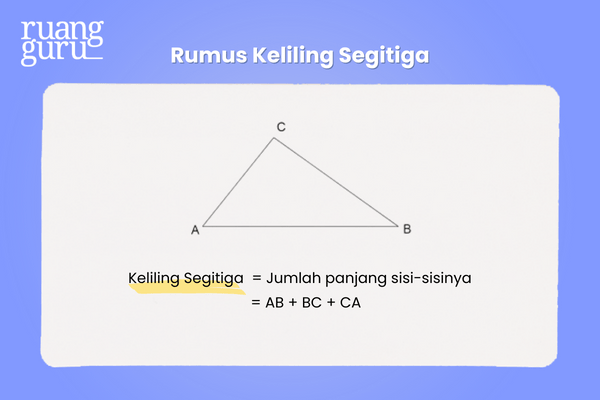 ruang
guru
Rumus Keliling Segitiga
C
A
B
Keliling Segitiga = Jumlah panjang sisi-sisinya
= AB + BC + CA